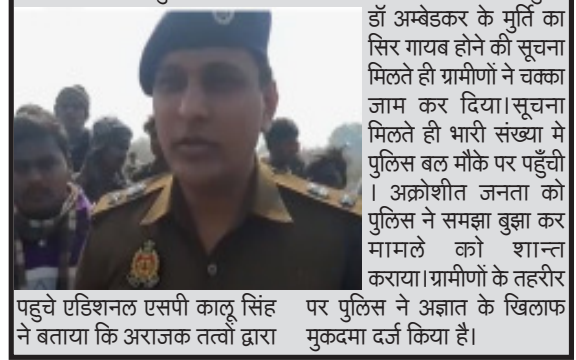 पहुचे एडिशनल एसपी कालू सिंह
ने बताया कि अराजक तत्वों द्वारा
डॉ अम्बेडकर के मुर्ति का
सिर गायब होने की सूचना
मिलते ही ग्रामीणों ने चक्का
जाम कर दिया।सूचना
मिलते ही भारी संख्या मे
पुलिस बल मौके पर पहुँची
। अक्रोशीत जनता को
पुलिस ने समझा बुझा कर
मामले को शान्त
कराया।ग्रामीणों के तहरीर
पर पुलिस ने अज्ञात के खिलाफ
मुकदमा दर्ज किया है।